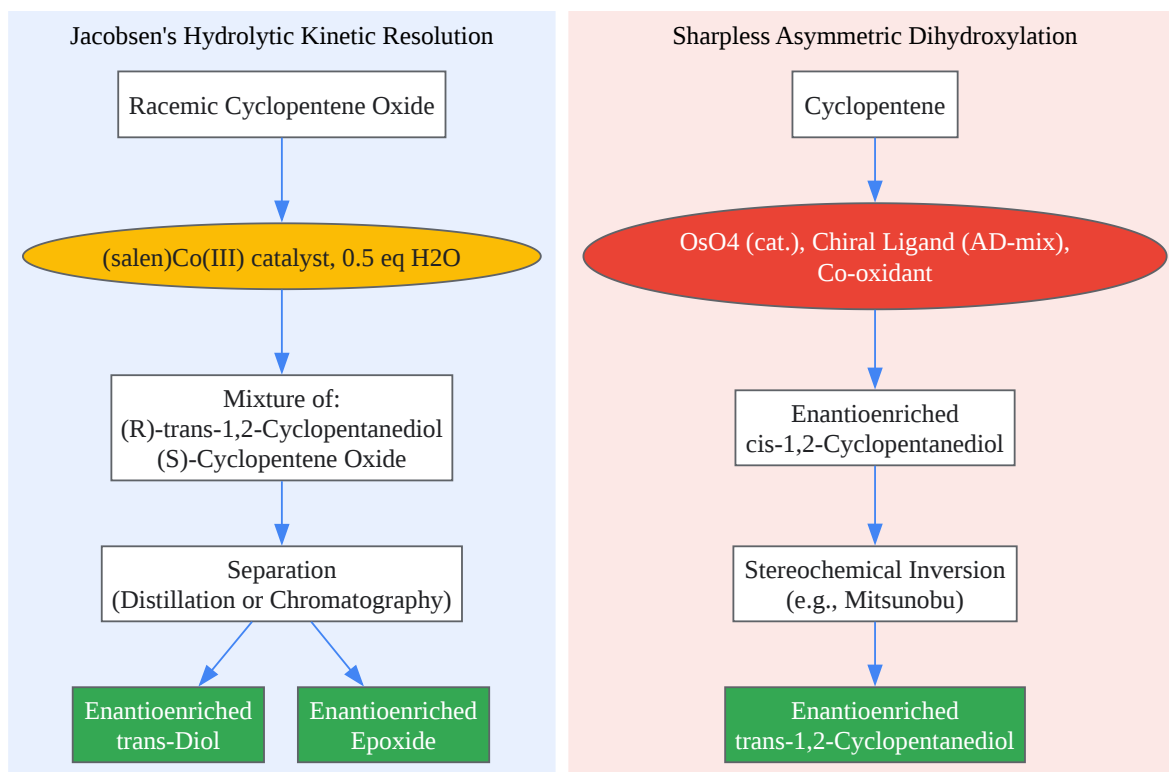 Jacobsen's Hydrolytic Kinetic Resolution
Racemic Cyclopentene Oxide
(salen)Co(III) catalyst, 0.5 eq H2O
Mixture of:
(R)-trans-1,2-Cyclopentanediol
(S)-Cyclopentene Oxide
Separation
(Distillation or Chromatography)
Enantioenriched
trans-Diol
Enantioenriched
Epoxide
Sharpless Asymmetric Dihydroxylation
Cyclopentene
OsO4 (cat.), Chiral Ligand (AD-mix),
Co-oxidant
Enantioenriched
cis-1,2-Cyclopentanediol
Stereochemical Inversion
(e.g., Mitsunobu)
Enantioenriched
trans-1,2-Cyclopentanediol